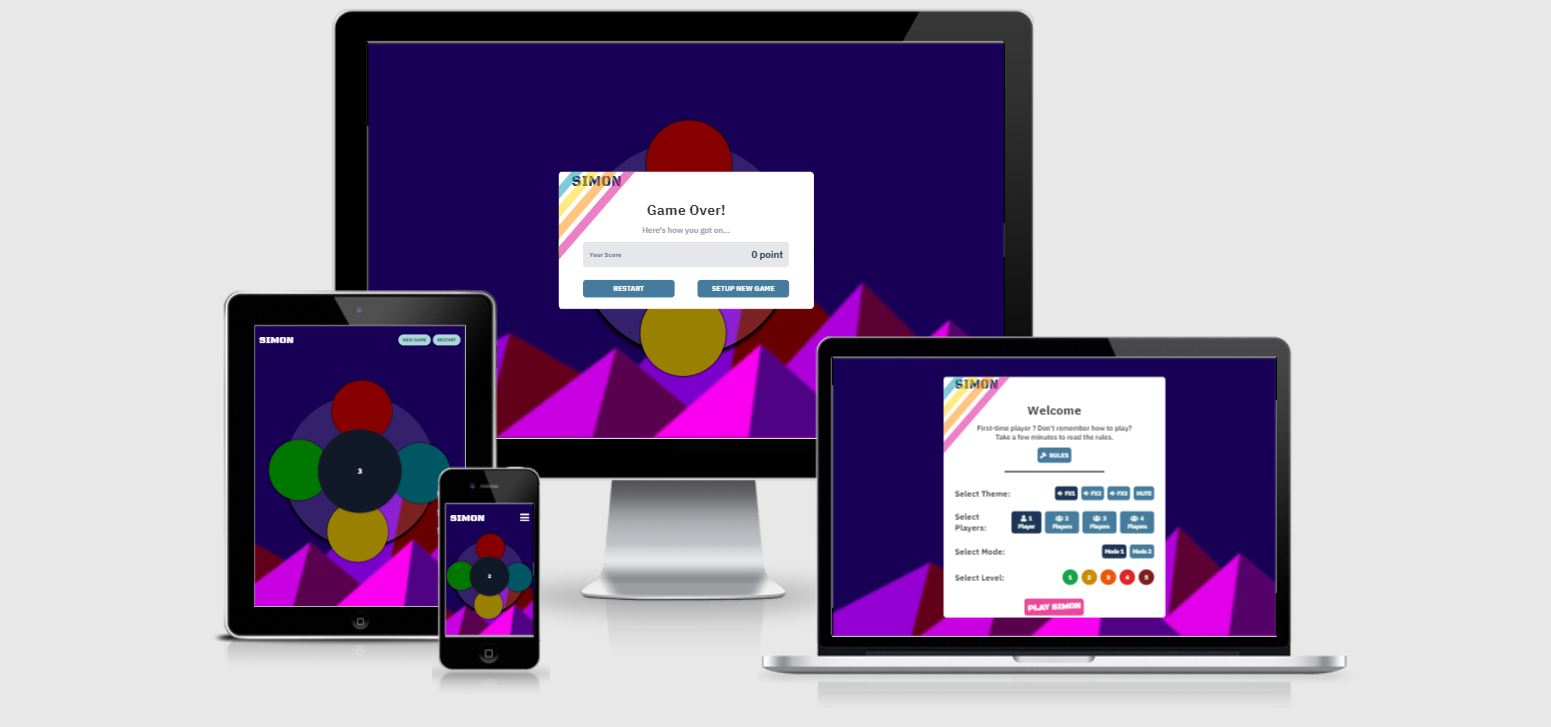 SIMON
Game Over!
Here's how you got on...
Your Score 0 point
RESTART SETUP NEW GAME
SIMON NEW GAME RESTART
3
SIMON
2
SIMON
Welcome
First-time player ? Don't remember how to play?
Take a few minutes to read the rules.
RULES
Select Theme: FX1 FX2 FX3 MUTE
Select Players: 1 Player 2 Players 3 Players 4 Players
Select Mode: Mode 1 Mode 2
Select Level: 1 2 3 4 5
PLAY SIMON